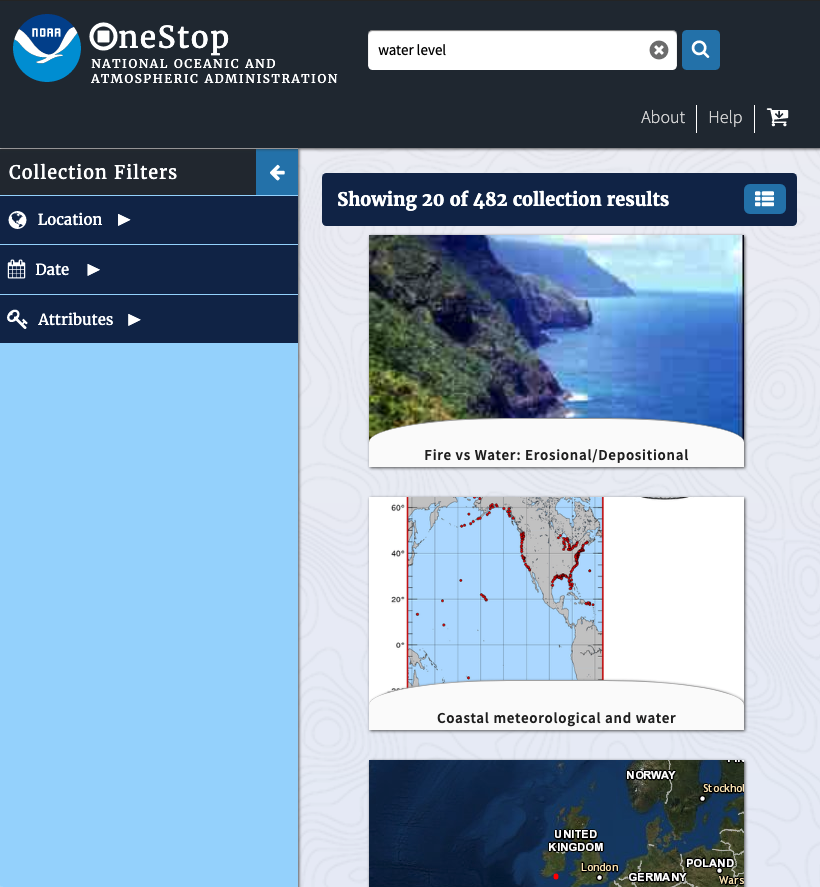 NOAA
OneStop
NATIONAL OCEANIC AND
ATMOSPHERIC ADMINISTRATION
water level
About
Help
Collection Filters
Location
Date
Attributes
Showing 20 of 482 collection results
Fire vs Water: Erosional/Depositional
60°
40°
20°
0°
Coastal meteorological and water
NORWAY
Stockhol
UNITED
KINGDOM
London
POLAND
GERMANY
Wars